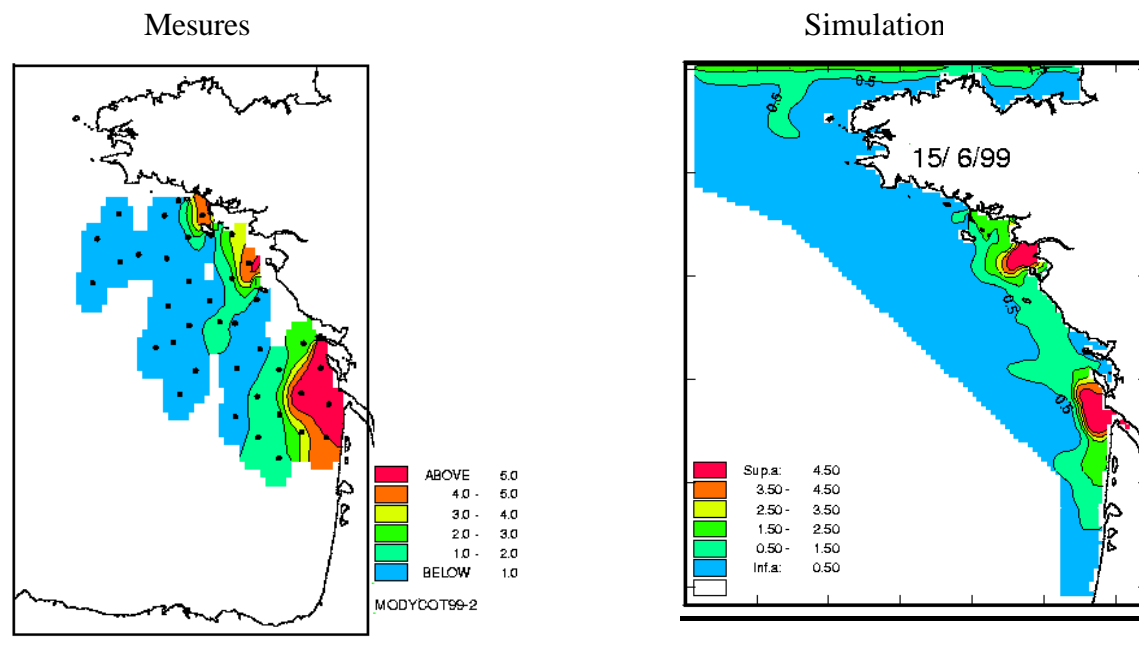 Mesures
Simulation
15/ 6/99
0.5
0.5
0.5
0.5
ABOVE 5.0
4.0 - 5.0
3.0 - 4.0
2.0 - 3.0
1.0 - 2.0
BELOW 1.0
MODYCOT99-2
Sup.a: 4.50
3.50 - 4.50
2.50 - 3.50
1.50 - 2.50
0.50 - 1.50
Inf.a: 0.50